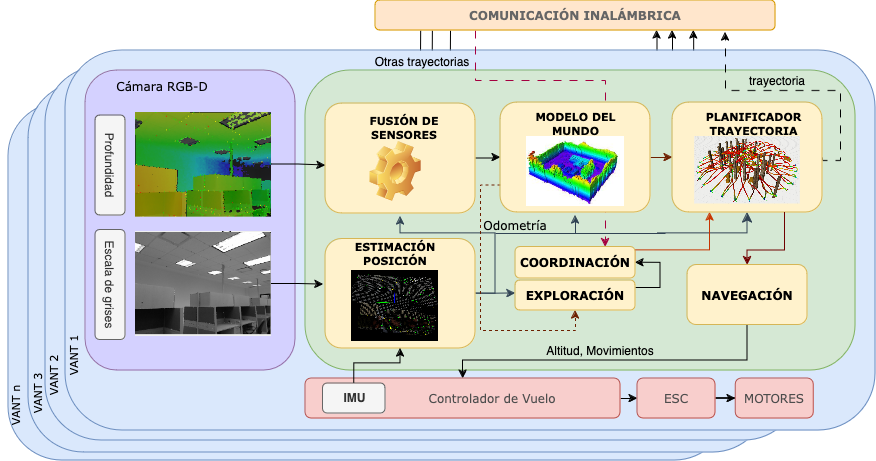 COMUNICACIÓN INALÁMBRICA
Otras trayectorias
trayectoria
Cámara RGB-D
Profundidad
Escala de grises
FUSIÓN DE
SENSORES
MODELO DEL
MUNDO
PLANIFICADOR
TRAYECTORIA
Odometría
ESTIMACIÓN
POSICIÓN
COORDINACIÓN
EXPLORACIÓN
NAVEGACIÓN
Altitud, Movimientos
IMU
Controlador de Vuelo
ESC
MOTORES
VANT 1
VANT 2
VANT 3
VANT n